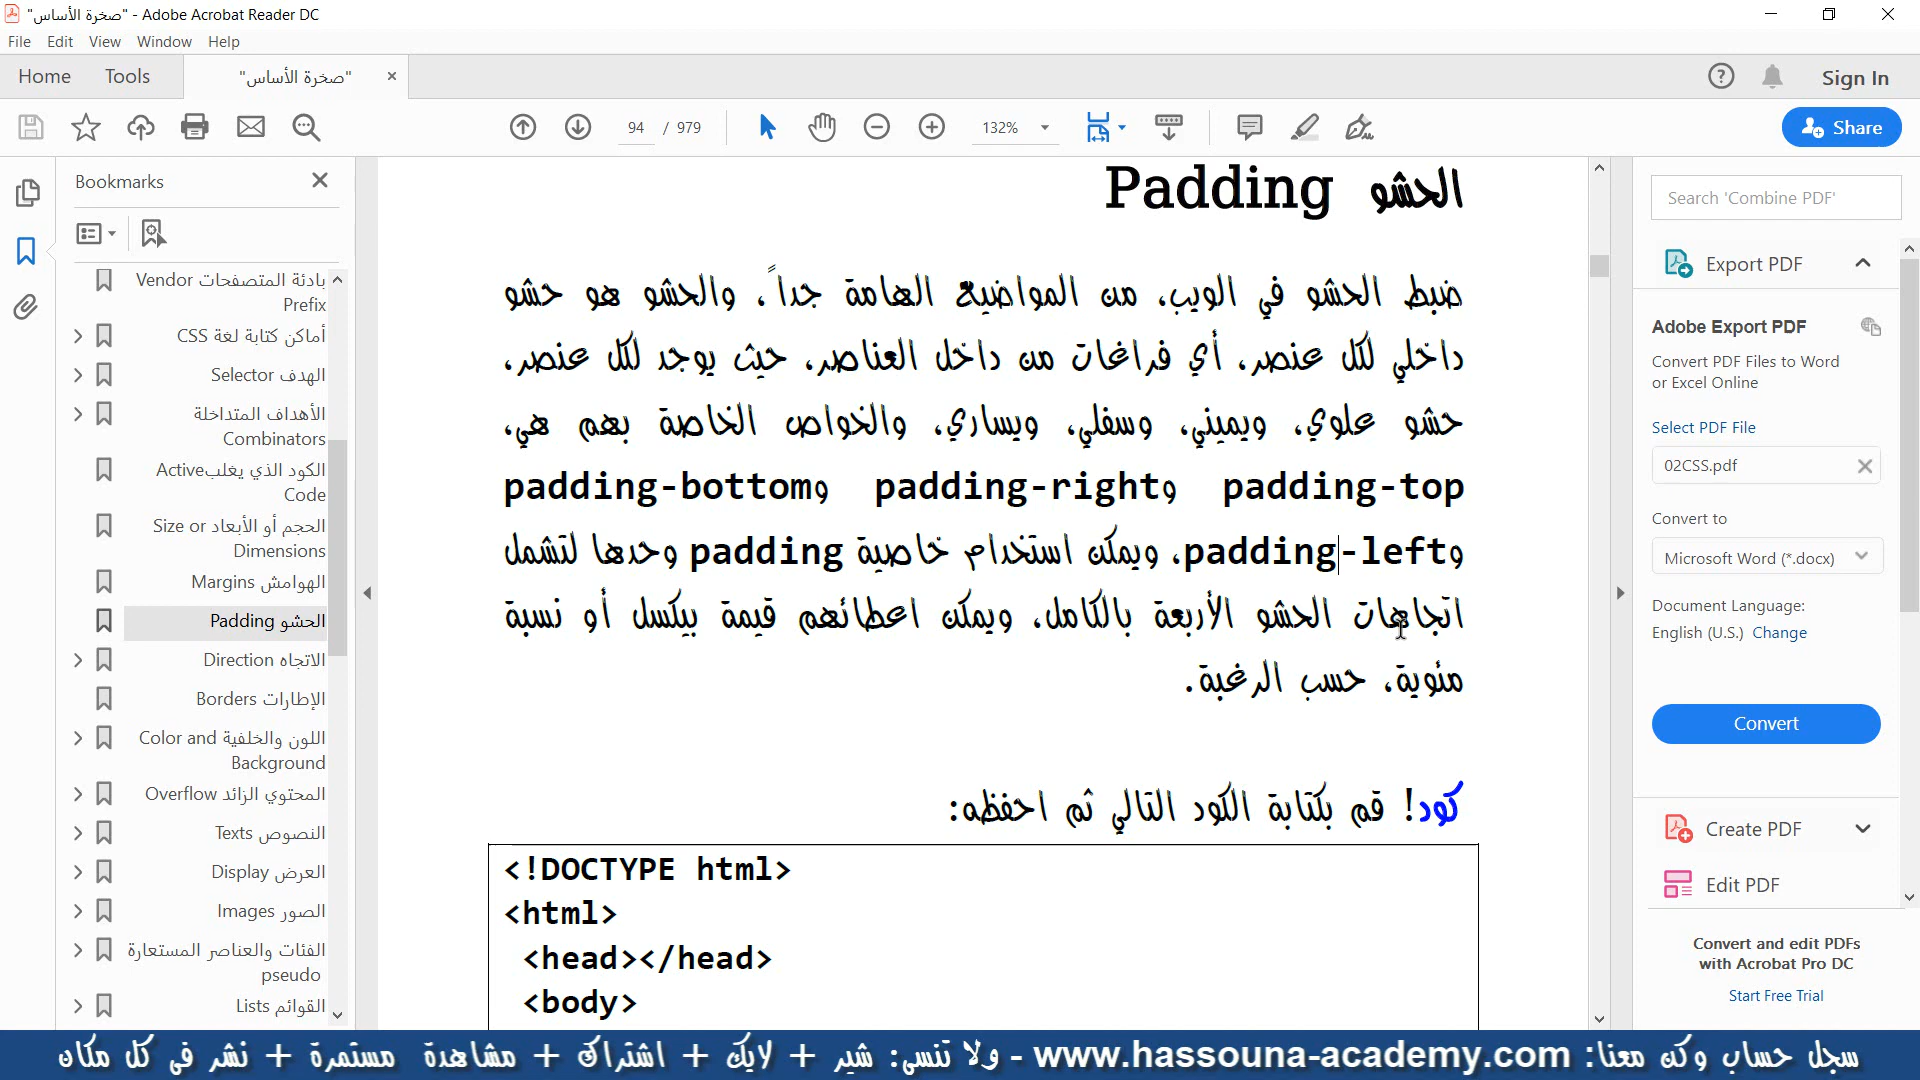 "صخرة الأساس" - Adobe Acrobat Reader DC
File Edit View Window Help
Home Tools "صخرة الأساس" Sign In
94 / 979 132% Share
Bookmarks
بادئة المتصفحات Vendor
Prefix
أماكن كتابة لغة CSS
الهدف Selector
الأهداف المتداخلة
Combinators
الكود الذي يغلب Active
Code
الحجم أو الأبعاد Size or
Dimensions
الهوامش Margins
الحشو Padding
الاتجاه Direction
الإطارات Borders
اللون والخلفية Color and
Background
المحتوي الزائد Overflow
النصوص Texts
العرض Display
الصور Images
الفئات والعناصر المستعارة
pseudo
القوائم Lists
الحشو Padding
ضبط الحشو في الويب، من المواضيع الهامة جداً، والحشو هو حشو
داخلي لكل عنصر، أي فراغات من داخل العناصر، حيث يوجد لكل عنصر،
حشو علوي، ويميني، وسفلي، ويساري، والخواص الخاصة بهم هي،
padding-top وpadding-right وpadding-bottom
وpadding-left، ويمكن استخدام خاصية padding وحدها لتشمل
اتجاهات الحشو الأربعة بالكامل، ويمكن اعطائهم قيمة بيكسل أو نسبة
مئوية، حسب الرغبة.
كود! قم بكتابة الكود التالي ثم احفظه:
<!DOCTYPE html>
<html>
<head></head>
<body>
Search 'Combine PDF'
Export PDF
Adobe Export PDF
Convert PDF Files to Word
or Excel Online
Select PDF File
02CSS.pdf
Convert to
Microsoft Word (*.docx)
Document Language:
English (U.S.) Change
Convert
Create PDF
Edit PDF
Convert and edit PDFs
with Acrobat Pro DC
Start Free Trial
سجل حساب وكن معنا: www.hassouna-academy.com - ولا تنسى: شير + لايك + اشتراك + مشاهدة مستمرة + نشر في كل مكان